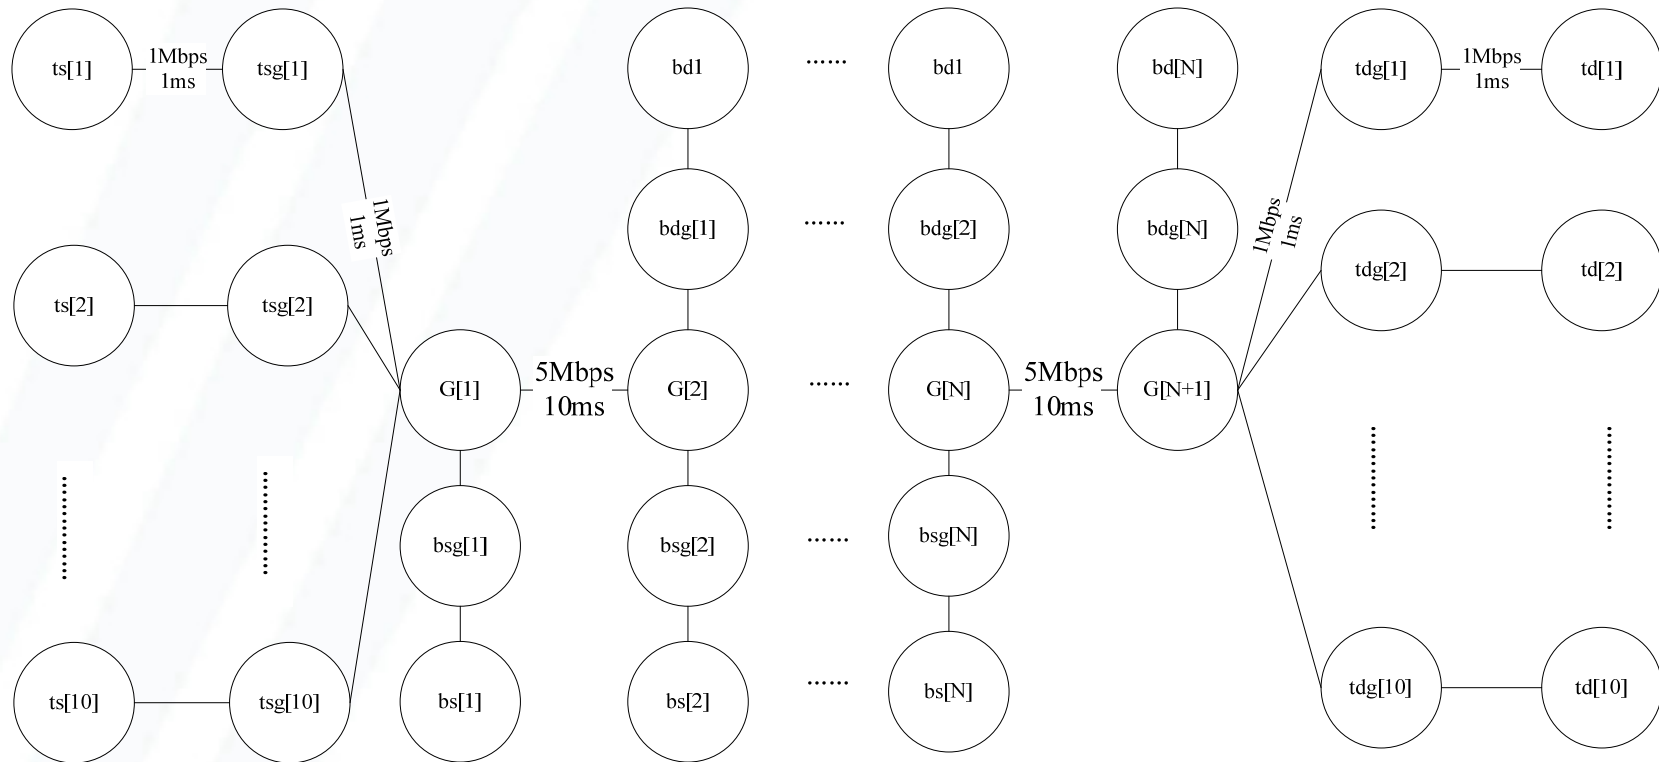 ts[1]
1Mbps
1ms
tsg[1]
bd1
......
bd1
bd[N]
tdg[1]
1Mbps
1ms
td[1]
1Mbps
1ms
bdg[1]
......
bdg[2]
bdg[N]
1Mbps
1ms
tdg[2]
td[2]
ts[2]
tsg[2]
G[1]
5Mbps
10ms
G[2]
......
G[N]
5Mbps
10ms
G[N+1]
bsg[1]
bsg[2]
......
bsg[N]
ts[10]
tsg[10]
bs[1]
bs[2]
......
bs[N]
tdg[10]
td[10]